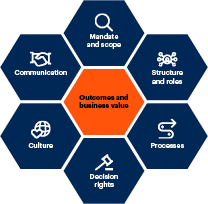 Mandate
and scope
Communication
Structure
and roles
Outcomes and
business value
Culture
Processes
Decision
rights